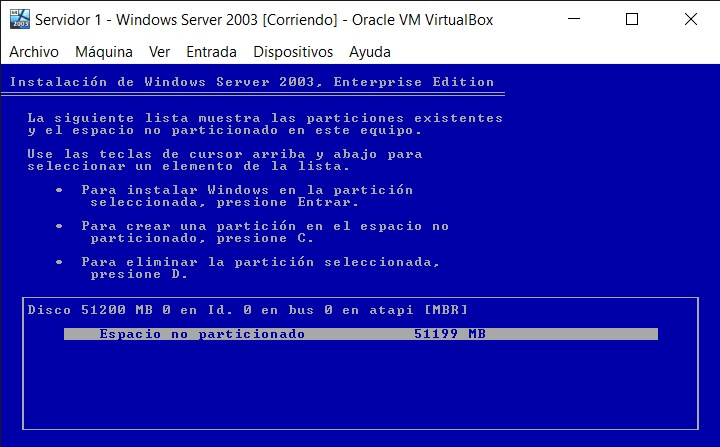 Servidor 1 - Windows Server 2003 [Corriendo] - Oracle VM VirtualBox
Archivo Máquina Ver Entrada Dispositivos Ayuda
Instalación de Windows Server 2003, Enterprise Edition
La siguiente lista muestra las particiones existentes
y el espacio no particionado en este equipo.
Use las teclas de cursor arriba y abajo para
seleccionar un elemento de la lista.
• Para instalar Windows en la partición
seleccionada, presione Entrar.
• Para crear una partición en el espacio no
particionado, presione C.
• Para eliminar la partición seleccionada,
presione D.
Disco 51200 MB 0 en Id. 0 en bus 0 en atapi [MBR]
Espacio no particionado 51199 MB